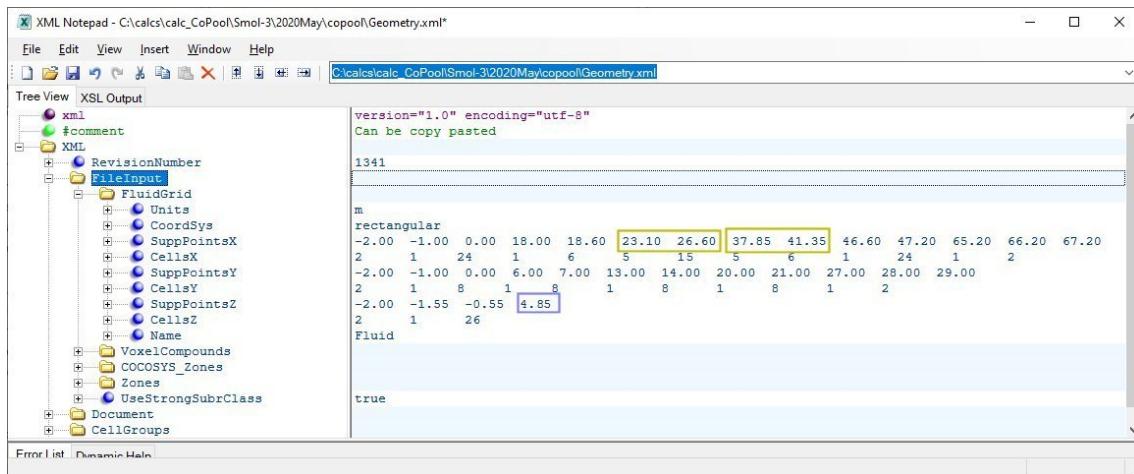 XML Notepad - C:\calcs\calc_CoPool\Smol-3\2020May\copool\Geometry.xml*
File Edit View Insert Window Help
C:\calcs\calc_CoPool\Smol-3\2020May\copool\Geometry.xml
Tree View XSL Output
xml version="1.0" encoding="utf-8"
#comment Can be copy pasted
XML
RevisionNumber 1341
FileInput
FluidGrid
Units m
CoordSys rectangular
SuppPointsX -2.00 -1.00 0.00 18.00 18.60 23.10 26.60 37.85 41.35 46.60 47.20 65.20 66.20 67.20
CellsX 2 1 24 1 6 5 15 5 6 1 24 1 2
SuppPointsY -2.00 -1.00 0.00 6.00 7.00 13.00 14.00 20.00 21.00 27.00 28.00 29.00
CellsY 2 1 8 1 8 1 8 1 8 1 2
SuppPointsZ -2.00 -1.55 -0.55 4.85
CellsZ 2 1 26
Name Fluid
VoxelCompounds
COCOSYS_Zones
Zones
UseStrongSubrClass true
Document
CellGroups
Error List Dynamic Help